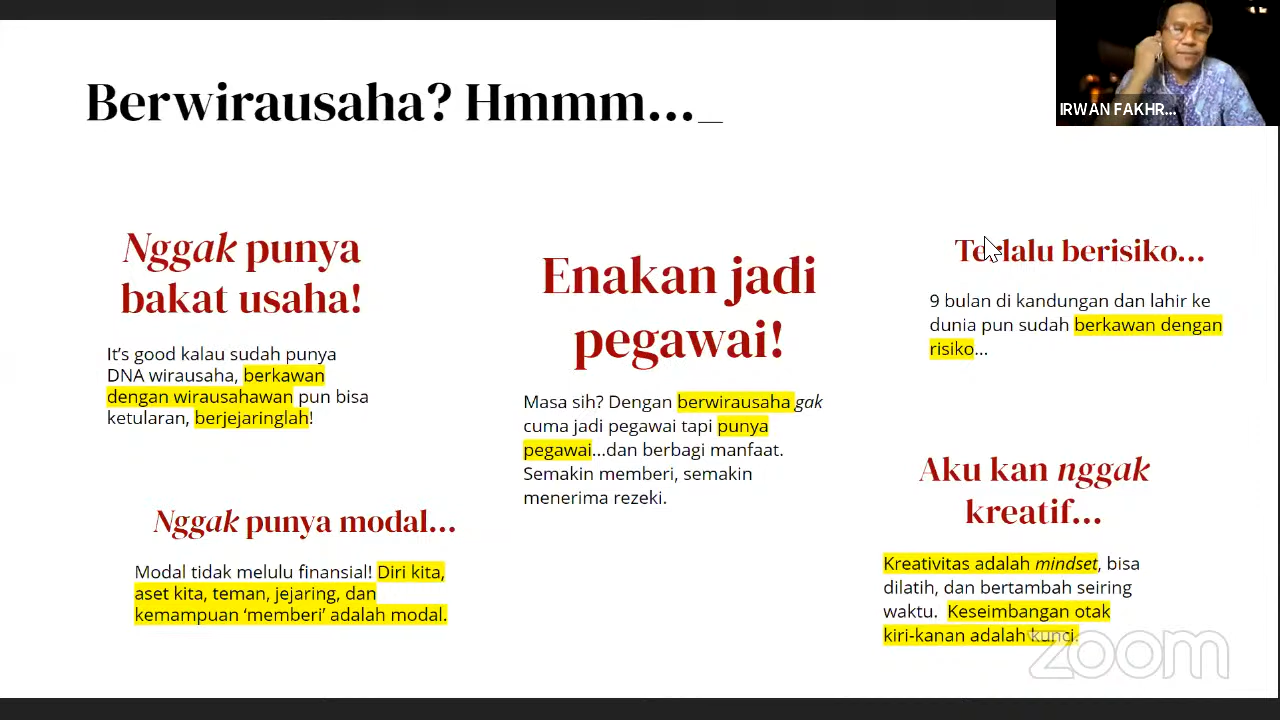 Berwirausaha? Hmmm..._
IRWAN FAKHR...
Nggak punya
bakat usaha!
It's good kalau sudah punya
DNA wirausaha, berkawan
dengan wirausahawan pun bisa
ketularan, berjejaringlah!
Nggak punya modal...
Modal tidak melulu finansial! Diri kita,
aset kita, teman, jejaring, dan
kemampuan ‘memberi’ adalah modal.
Enakan jadi
pegawai!
Masa sih? Dengan berwirausaha gak
cuma jadi pegawai tapi punya
pegawai...dan berbagi manfaat.
Semakin memberi, semakin
menerima rezeki.
Terlalu berisiko...
9 bulan di kandungan dan lahir ke
dunia pun sudah berkawan dengan
risiko...
Aku kan nggak
kreatif...
Kreativitas adalah mindset, bisa
dilatih, dan bertambah seiring
waktu. Keseimbangan otak
kiri-kanan adalah kunci.
zoom